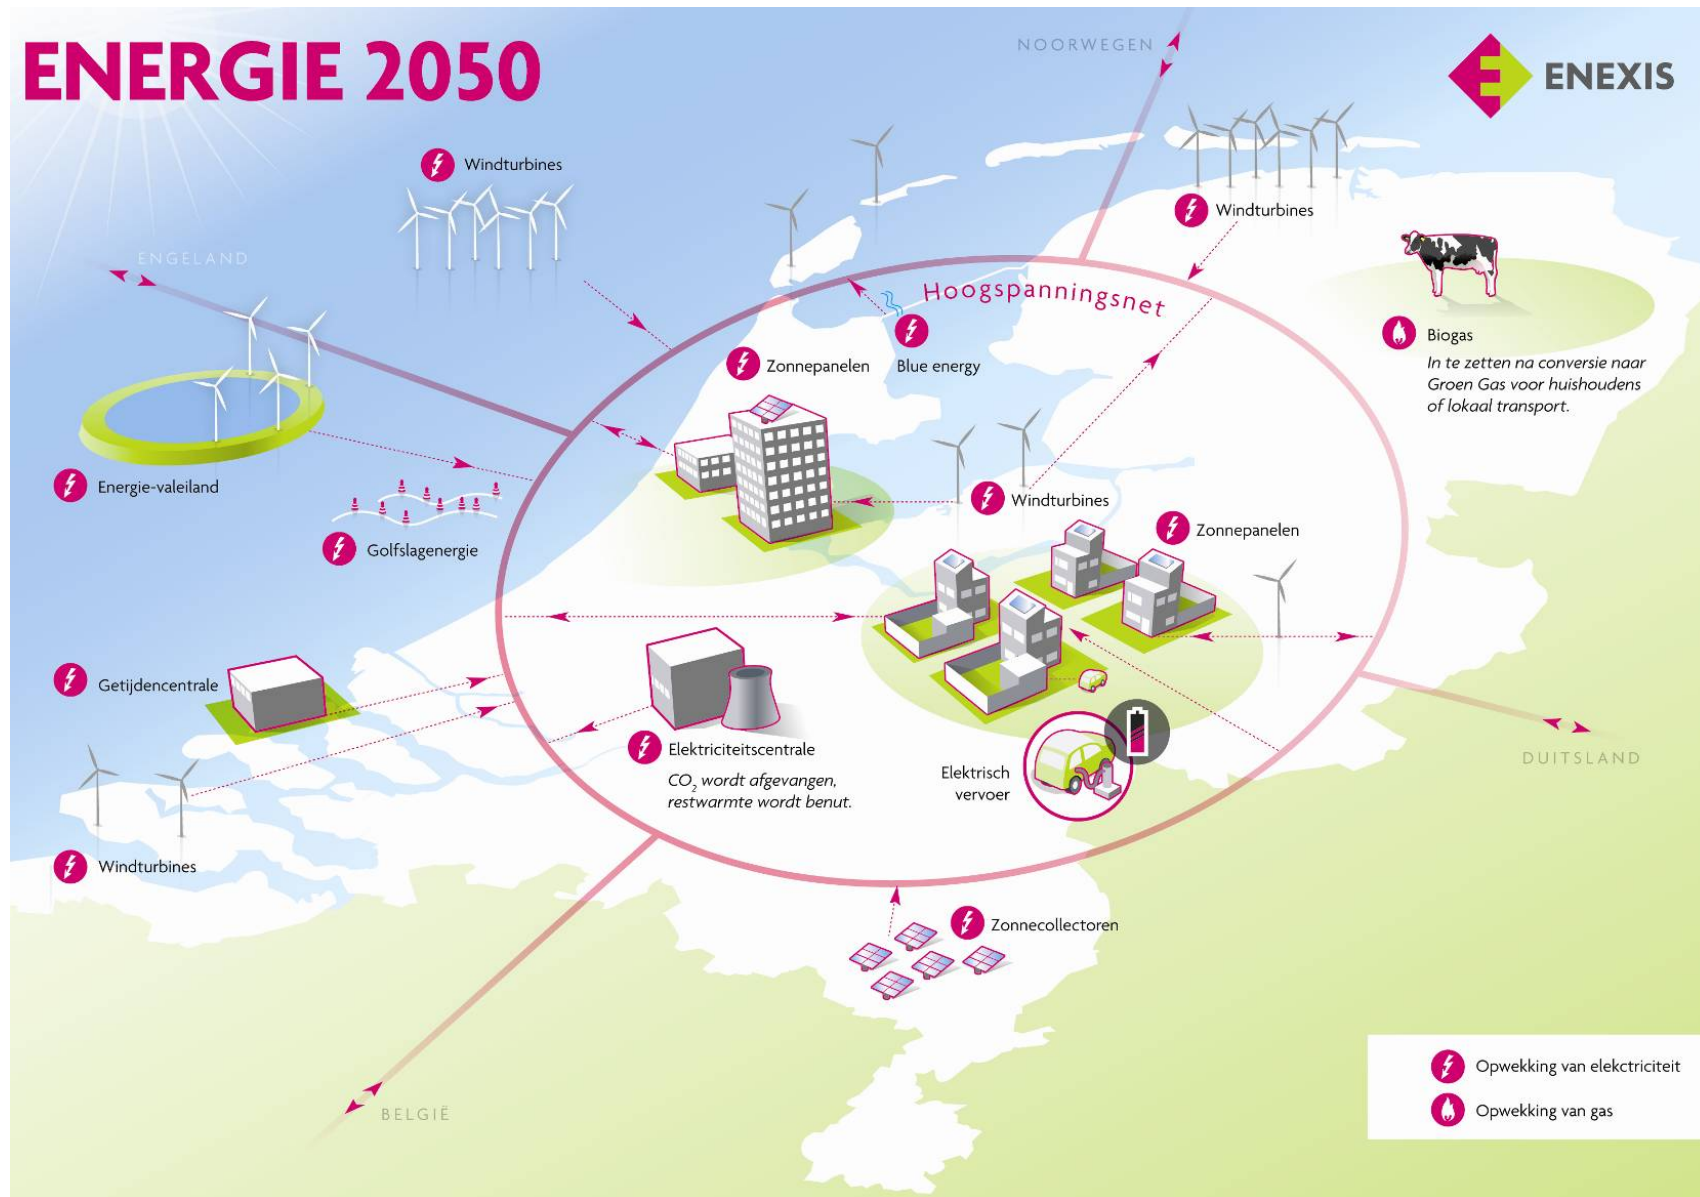 ENERGIE 2050
NOORWEGEN
ENEXIS
Windturbines
Windturbines
ENGELAND
Hoogspanningsnet
Biogas
In te zetten na conversie naar
Groen Gas voor huishoudens
of lokaal transport.
Zonnepanelen
Blue energy
Energie-valeiland
Golfslagenergie
Windturbines
Zonnepanelen
Getijdencentrale
Elektriciteitscentrale
CO₂ wordt afgevangen,
restwarmte wordt benut.
Elektrisch
vervoer
DUITSLAND
Windturbines
Zonnecollectoren
BELGIË
Opwekking van elekctriciteit
Opwekking van gas